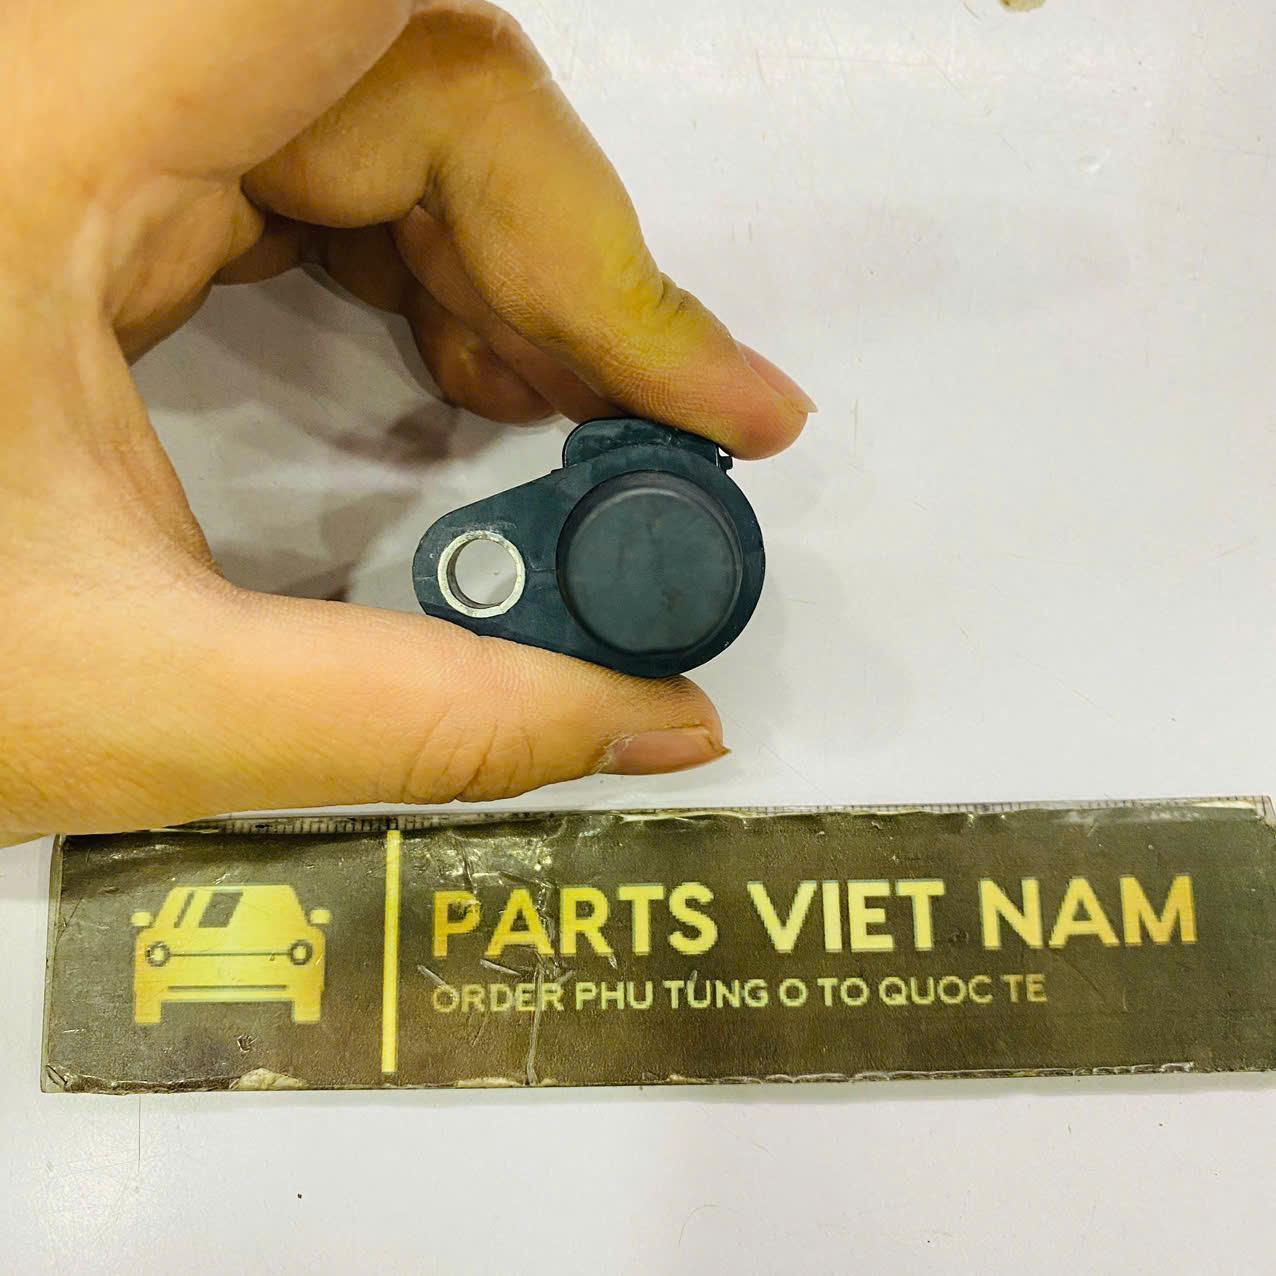 PARTS VIET NAM
ORDER PHU TUNG O TO QUOC TE